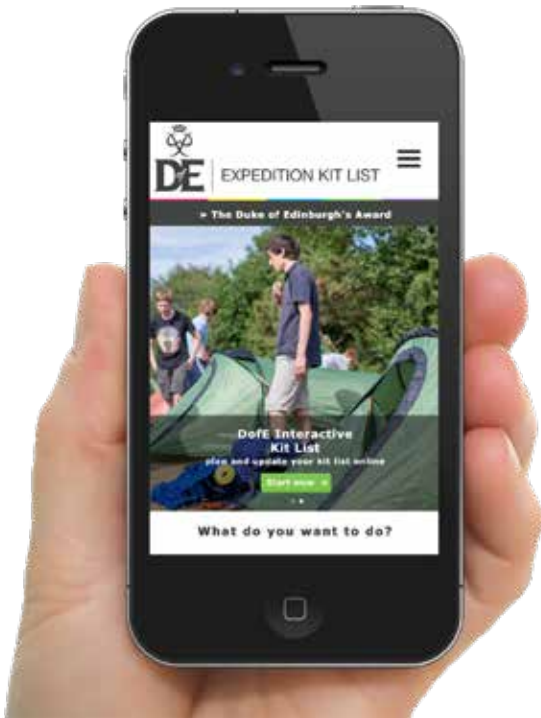 DofE
EXPEDITION KIT LIST
» The Duke of Edinburgh's Award
DofE Interactive
Kit List
plan and update your kit list online
Start now »
What do you want to do?